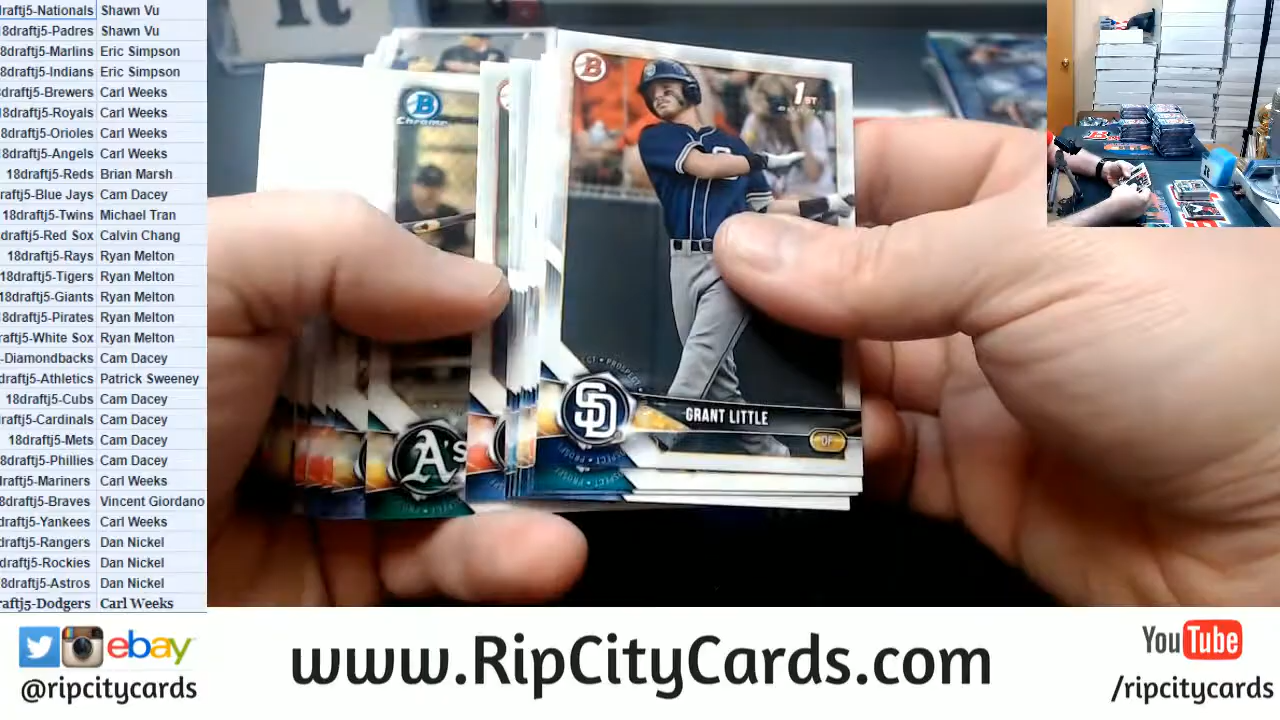 raftj5-Nationals Shawn Vu
8draftj5-Padres Shawn Vu
8draftj5-Marlins Eric Simpson
8draftj5-Indians Eric Simpson
draftj5-Brewers Carl Weeks
8draftj5-Royals Carl Weeks
8draftj5-Orioles Carl Weeks
8draftj5-Angels Carl Weeks
18draftj5-Reds Brian Marsh
raftj5-Blue Jays Cam Dacey
18draftj5-Twins Michael Tran
draftj5-Red Sox Calvin Chang
18draftj5-Rays Ryan Melton
18draftj5-Tigers Ryan Melton
18draftj5-Giants Ryan Melton
8draftj5-Pirates Ryan Melton
raftj5-White Sox Ryan Melton
-Diamondbacks Cam Dacey
draftj5-Athletics Patrick Sweeney
18draftj5-Cubs Cam Dacey
raftj5-Cardinals Cam Dacey
18draftj5-Mets Cam Dacey
8draftj5-Phillies Cam Dacey
draftj5-Mariners Carl Weeks
8draftj5-Braves Vincent Giordano
raftj5-Yankees Carl Weeks
draftj5-Rangers Dan Nickel
draftj5-Rockies Dan Nickel
8draftj5-Astros Dan Nickel
raftj5-Dodgers Carl Weeks
B
1ST
B
Chrome
SD
GRANT LITTLE
OF
A's
ebay
@ripcitycards
www.RipCityCards.com
YouTube
/ripcitycards